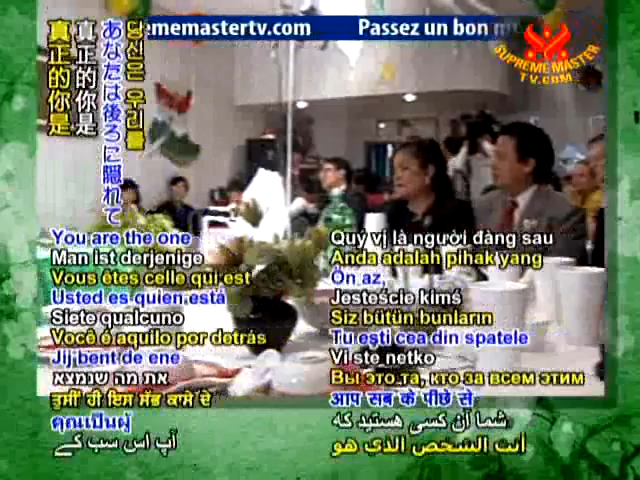 ememastertv.com Passez un bon m
SUPREME MASTER
TV.COM
真正的你是
真正的你是
あなたは後ろに隠れて
당신은 우리를
You are the one
Man ist derjenige
Vous êtes celle qui est
Usted es quien está
Siete qualcuno
Você é aquilo por detrás
Jij bent de ene
את מה שנמצא
ਤੁਸੀਂ ਹੀ ਇਸ ਸੱਭ ਕਾਸੇ ਦੇ
คุณเป็นผู้
آپ اس سب کے
Quý vị là người đàng sau
Anda adalah pihak yang
Ön az,
Jesteście kimś
Siz bütün bunların
Tu eşti cea din spatele
Vi ste netko
Вы это та, кто за всем этим
आप सब के पीछे से
شما آن کسی هستید که
أنت الشخص الذي هو